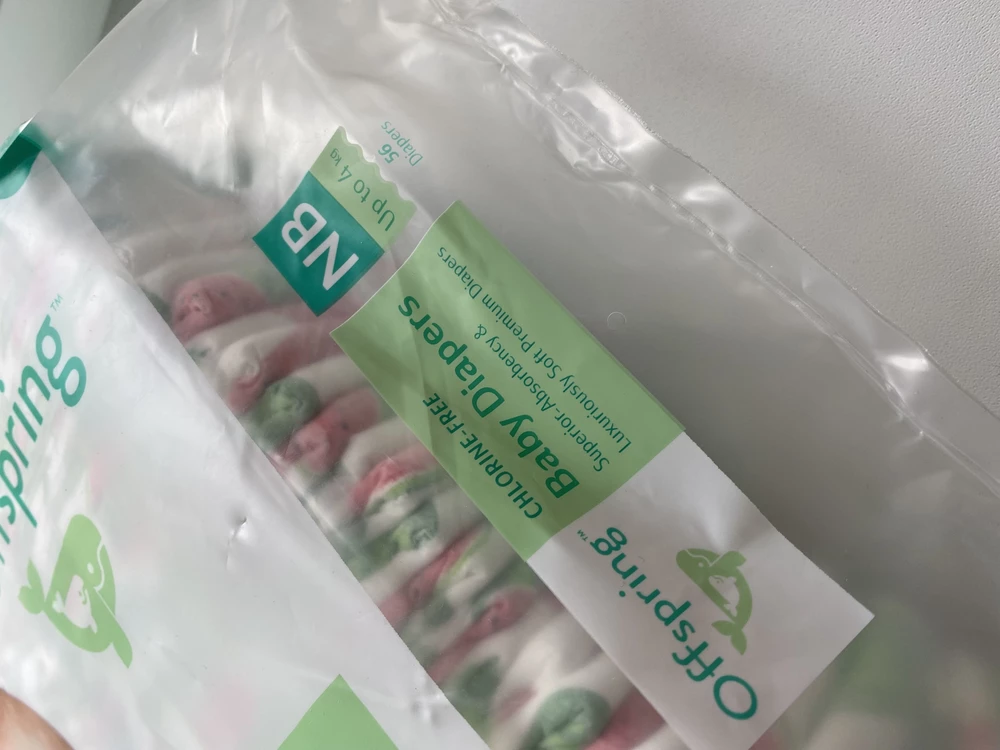 Offspring™
CHLORINE-FREE
Baby Diapers
Superior-Absorbency &
Luxuriously Soft Premium Diapers
NB
Up to 4 kg
56
Diapers
spring™